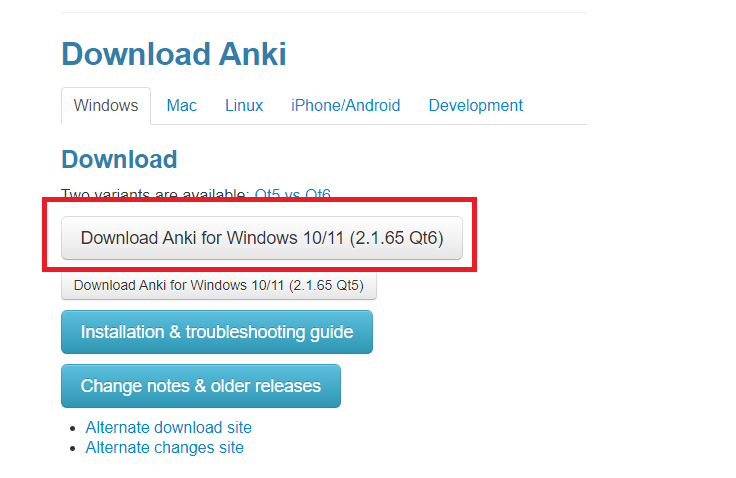 Download Anki
Windows Mac Linux iPhone/Android Development
Download
Two variants are available: Qt5 vs Qt6
Download Anki for Windows 10/11 (2.1.65 Qt6)
Download Anki for Windows 10/11 (2.1.65 Qt5)
Installation & troubleshooting guide
Change notes & older releases
Alternate download site
Alternate changes site